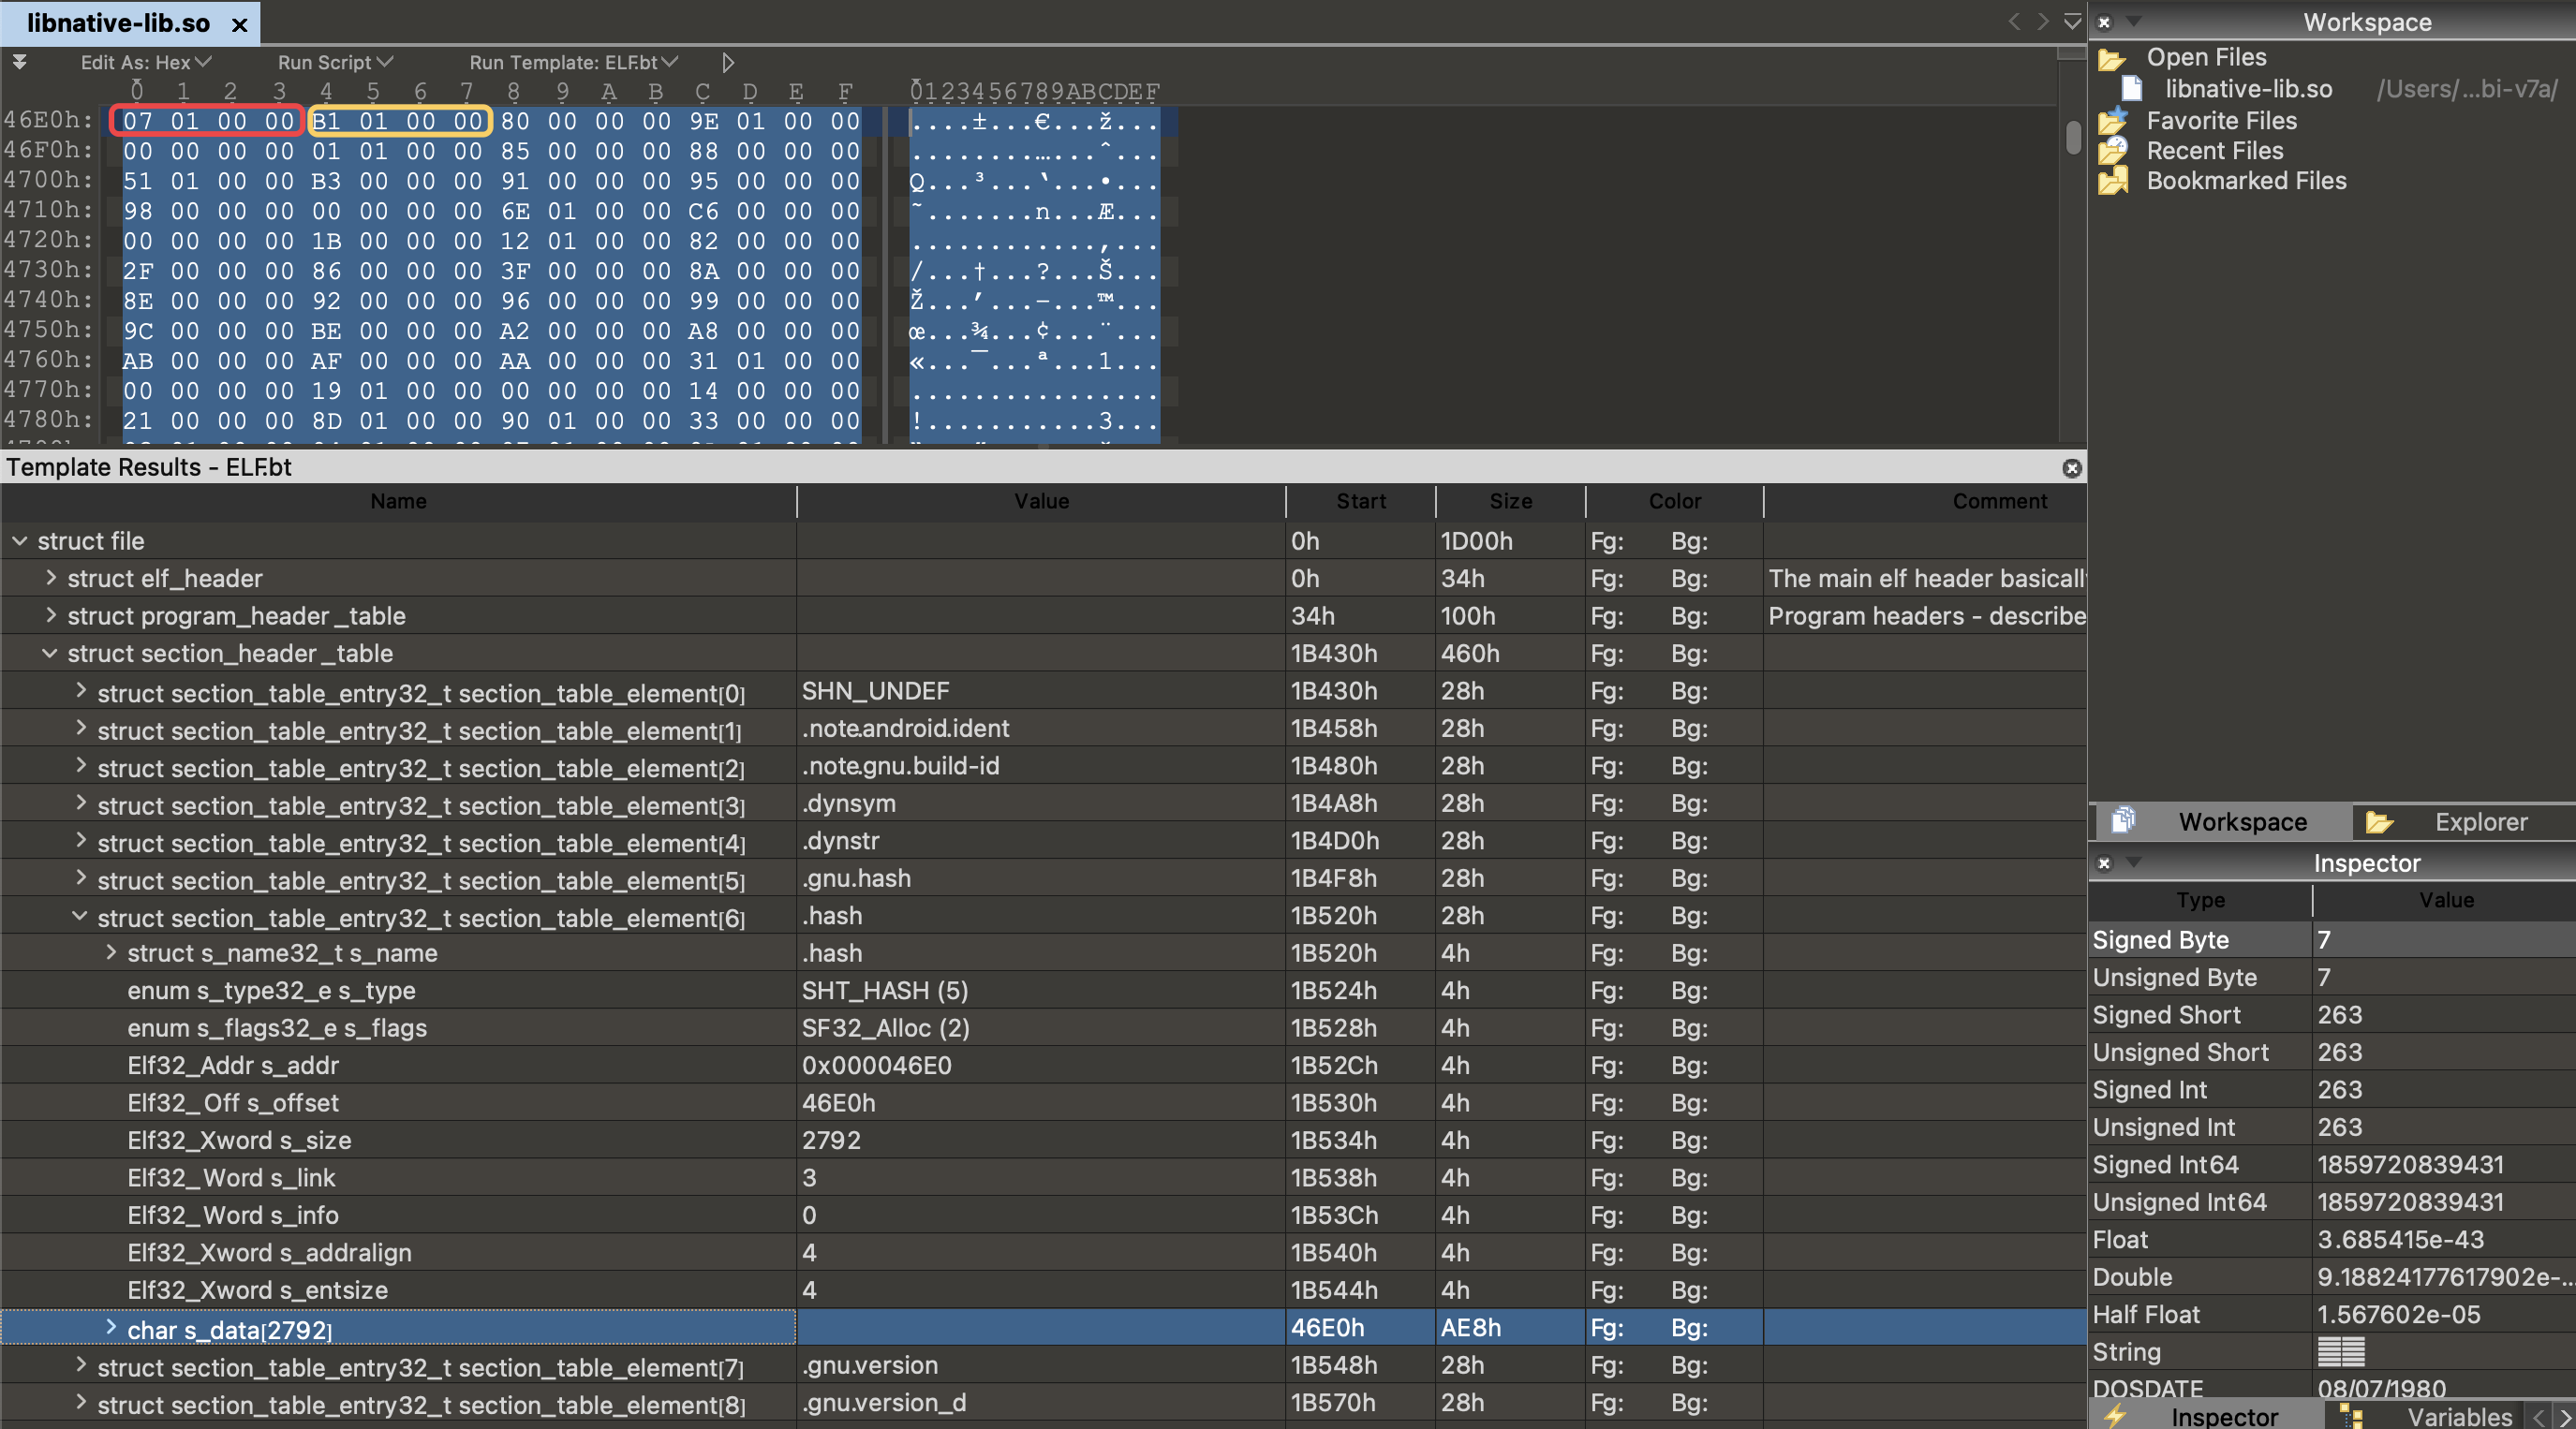 libnative-lib.so ×
Edit As: Hex Run Script Run Template: ELF.bt
0 1 2 3 4 5 6 7 8 9 A B C D E F 0123456789ABCDEF
46E0h: 07 01 00 00 B1 01 00 00 80 00 00 00 9E 01 00 00 ....±...€...ž...
46F0h: 00 00 00 00 01 01 00 00 85 00 00 00 88 00 00 00 ........…...ˆ...
4700h: 51 01 00 00 B3 00 00 00 91 00 00 00 95 00 00 00 Q...³...‘...•...
4710h: 98 00 00 00 00 00 00 00 6E 01 00 00 C6 00 00 00 ˜.......n...Æ...
4720h: 00 00 00 00 1B 00 00 00 12 01 00 00 82 00 00 00 ............‚...
4730h: 2F 00 00 00 86 00 00 00 3F 00 00 00 8A 00 00 00 /...†...?...Š...
4740h: 8E 00 00 00 92 00 00 00 96 00 00 00 99 00 00 00 Ž...’...–...™...
4750h: 9C 00 00 00 BE 00 00 00 A2 00 00 00 A8 00 00 00 œ...¾...¢...¨...
4760h: AB 00 00 00 AF 00 00 00 AA 00 00 00 31 01 00 00 «...¯...ª...1...
4770h: 00 00 00 00 19 01 00 00 00 00 00 00 14 00 00 00 ................
4780h: 21 00 00 00 8D 01 00 00 90 01 00 00 33 00 00 00 !...........3...
Template Results - ELF.bt
Name Value Start Size Color Comment
struct file 0h 1D00h Fg: Bg:
struct elf_header 0h 34h Fg: Bg: The main elf header basically
struct program_header_table 34h 100h Fg: Bg: Program headers - describe
struct section_header_table 1B430h 460h Fg: Bg:
struct section_table_entry32_t section_table_element[0] SHN_UNDEF 1B430h 28h Fg: Bg:
struct section_table_entry32_t section_table_element[1] .note.android.ident 1B458h 28h Fg: Bg:
struct section_table_entry32_t section_table_element[2] .note.gnu.build-id 1B480h 28h Fg: Bg:
struct section_table_entry32_t section_table_element[3] .dynsym 1B4A8h 28h Fg: Bg:
struct section_table_entry32_t section_table_element[4] .dynstr 1B4D0h 28h Fg: Bg:
struct section_table_entry32_t section_table_element[5] .gnu.hash 1B4F8h 28h Fg: Bg:
struct section_table_entry32_t section_table_element[6] .hash 1B520h 28h Fg: Bg:
struct s_name32_t s_name .hash 1B520h 4h Fg: Bg:
enum s_type32_e s_type SHT_HASH (5) 1B524h 4h Fg: Bg:
enum s_flags32_e s_flags SF32_Alloc (2) 1B528h 4h Fg: Bg:
Elf32_Addr s_addr 0x000046E0 1B52Ch 4h Fg: Bg:
Elf32_Off s_offset 46E0h 1B530h 4h Fg: Bg:
Elf32_Xword s_size 2792 1B534h 4h Fg: Bg:
Elf32_Word s_link 3 1B538h 4h Fg: Bg:
Elf32_Word s_info 0 1B53Ch 4h Fg: Bg:
Elf32_Xword s_addralign 4 1B540h 4h Fg: Bg:
Elf32_Xword s_entsize 4 1B544h 4h Fg: Bg:
char s_data[2792] 46E0h AE8h Fg: Bg:
struct section_table_entry32_t section_table_element[7] .gnu.version 1B548h 28h Fg: Bg:
struct section_table_entry32_t section_table_element[8] .gnu.version_d 1B570h 28h Fg: Bg:
Workspace
Open Files
libnative-lib.so /Users/...bi-v7a/
Favorite Files
Recent Files
Bookmarked Files
Workspace Explorer
Inspector
Type Value
Signed Byte 7
Unsigned Byte 7
Signed Short 263
Unsigned Short 263
Signed Int 263
Unsigned Int 263
Signed Int64 1859720839431
Unsigned Int64 1859720839431
Float 3.685415e-43
Double 9.18824177617902e-...
Half Float 1.567602e-05
String
DOSDATE 08/07/1980
Inspector Variables